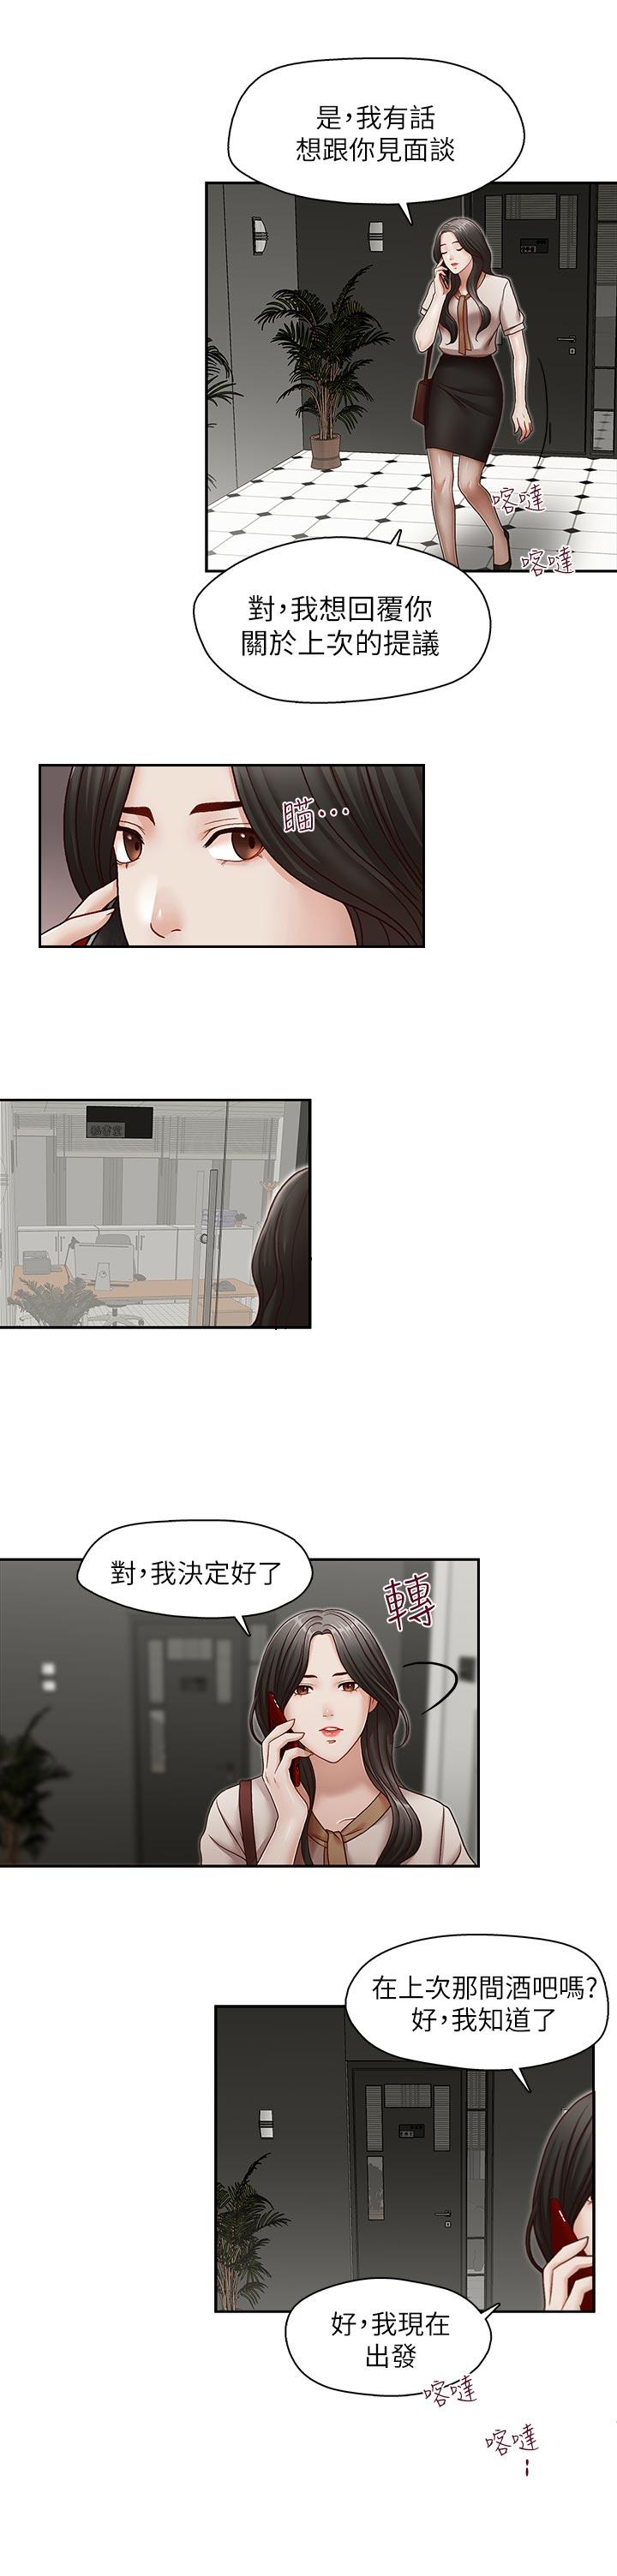 是，我有話
想跟你見面談
喀噠
喀噠
對，我想回覆你
關於上次的提議
瞄…
秘書室
對，我決定好了
轉
在上次那間酒吧嗎？
好，我知道了
好，我現在
出發
喀噠
喀噠